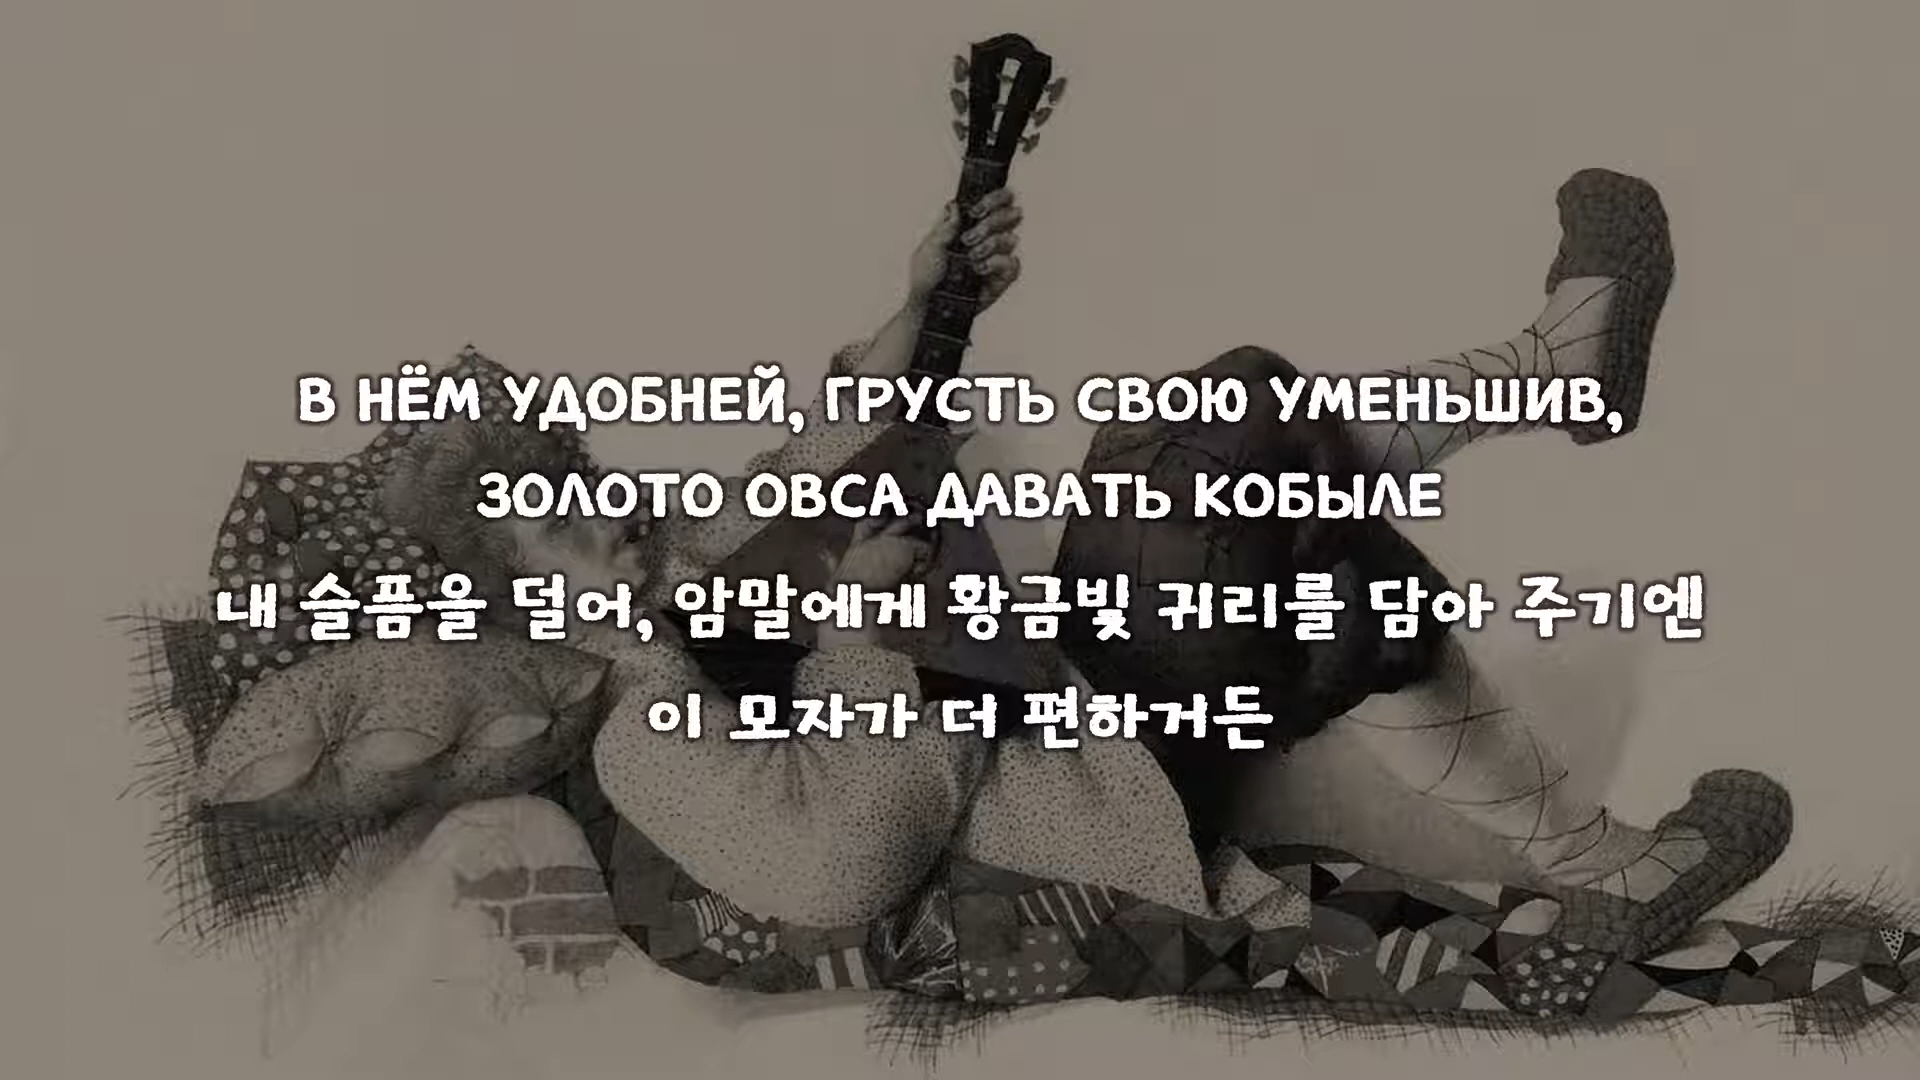 В НЁМ УДОБНЕЙ, ГРУСТЬ СВОЮ УМЕНЬШИВ,
ЗОЛОТО ОВСА ДАВАТЬ КОБЫЛЕ
내 슬픔을 덜어, 암말에게 황금빛 귀리를 담아 주기엔
이 모자가 더 편하거든